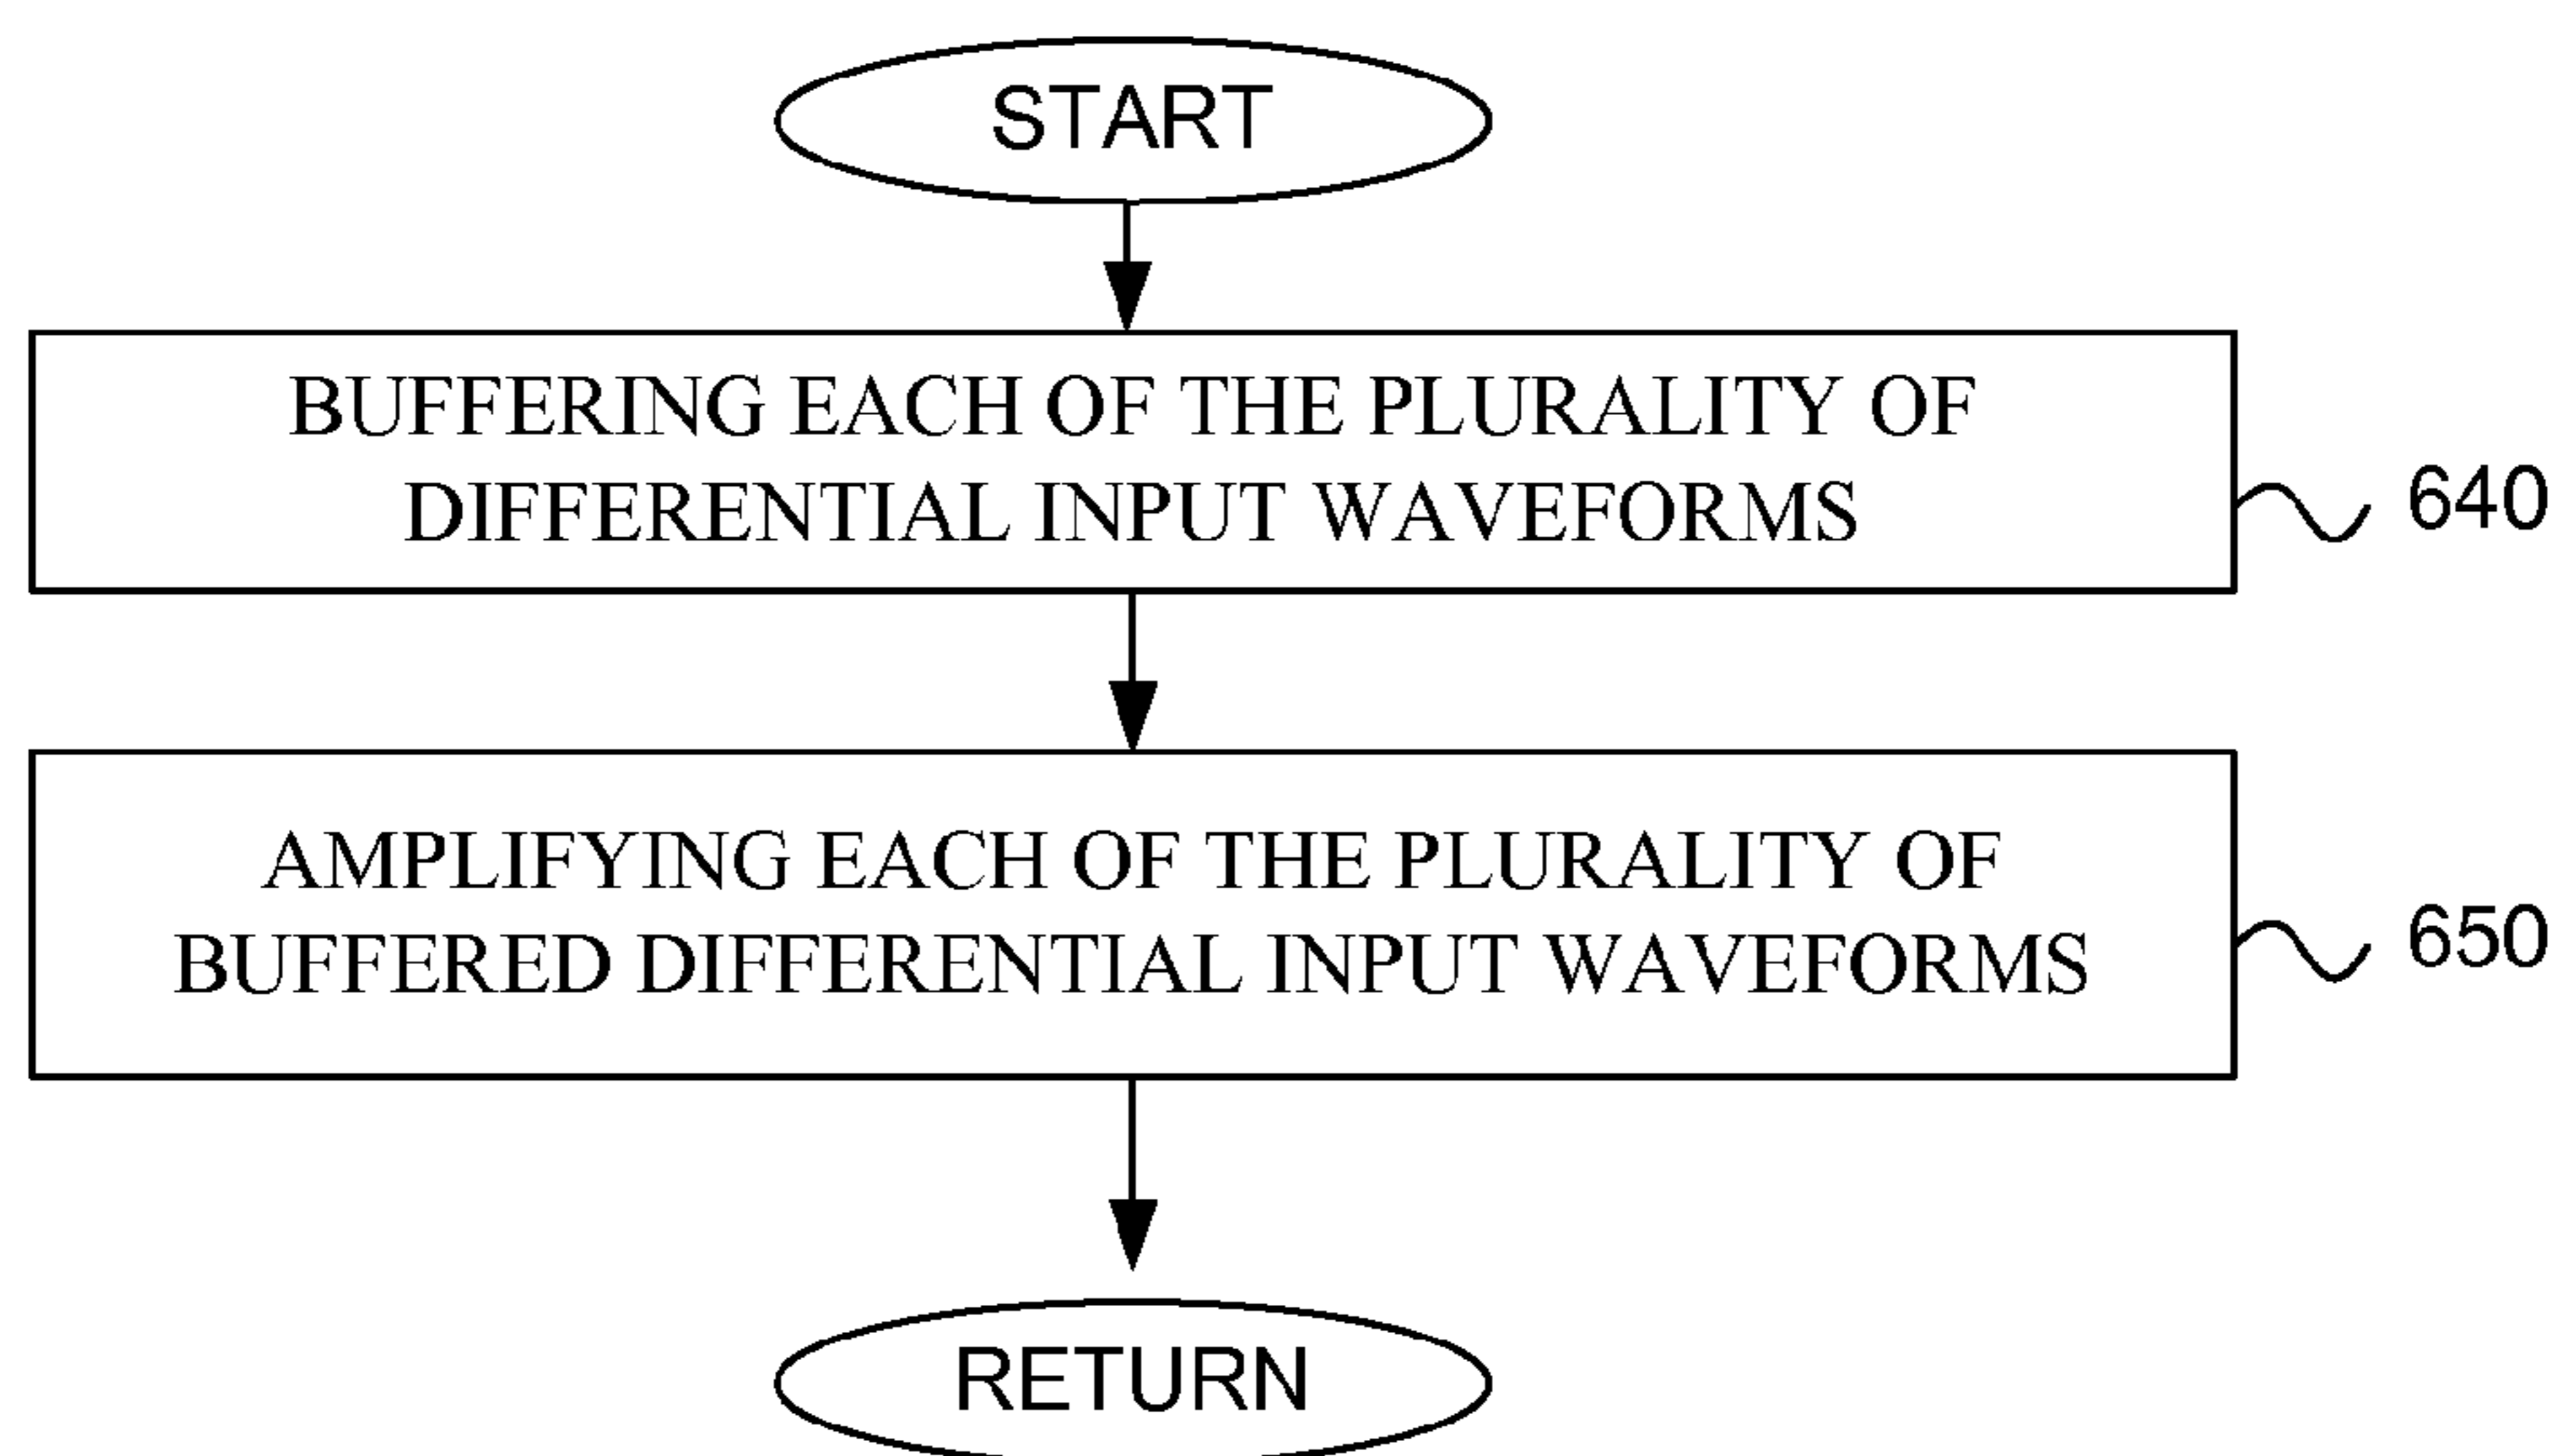 START
BUFFERING EACH OF THE PLURALITY OF
DIFFERENTIAL INPUT WAVEFORMS
640
AMPLIFYING EACH OF THE PLURALITY OF
BUFFERED DIFFERENTIAL INPUT WAVEFORMS
650
RETURN